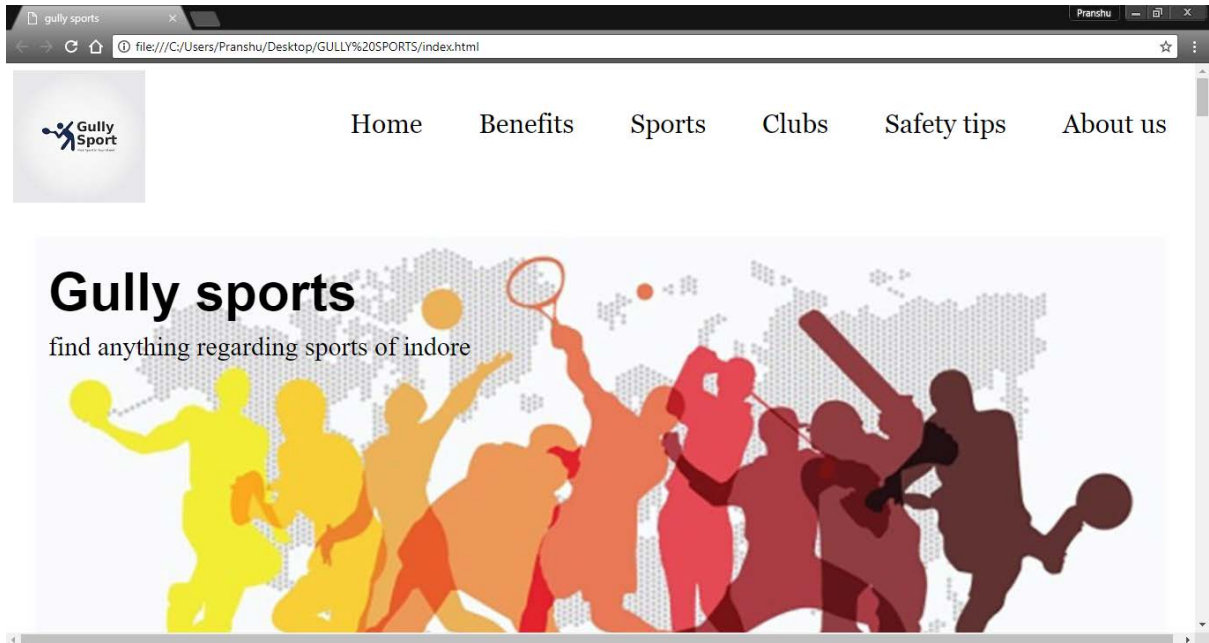 gully sports
Pranshu
file:///C:/Users/Pranshu/Desktop/GULLY%20SPORTS/index.html
Gully
Sport
Home Benefits Sports Clubs Safety tips About us
Gully sports
find anything regarding sports of indore